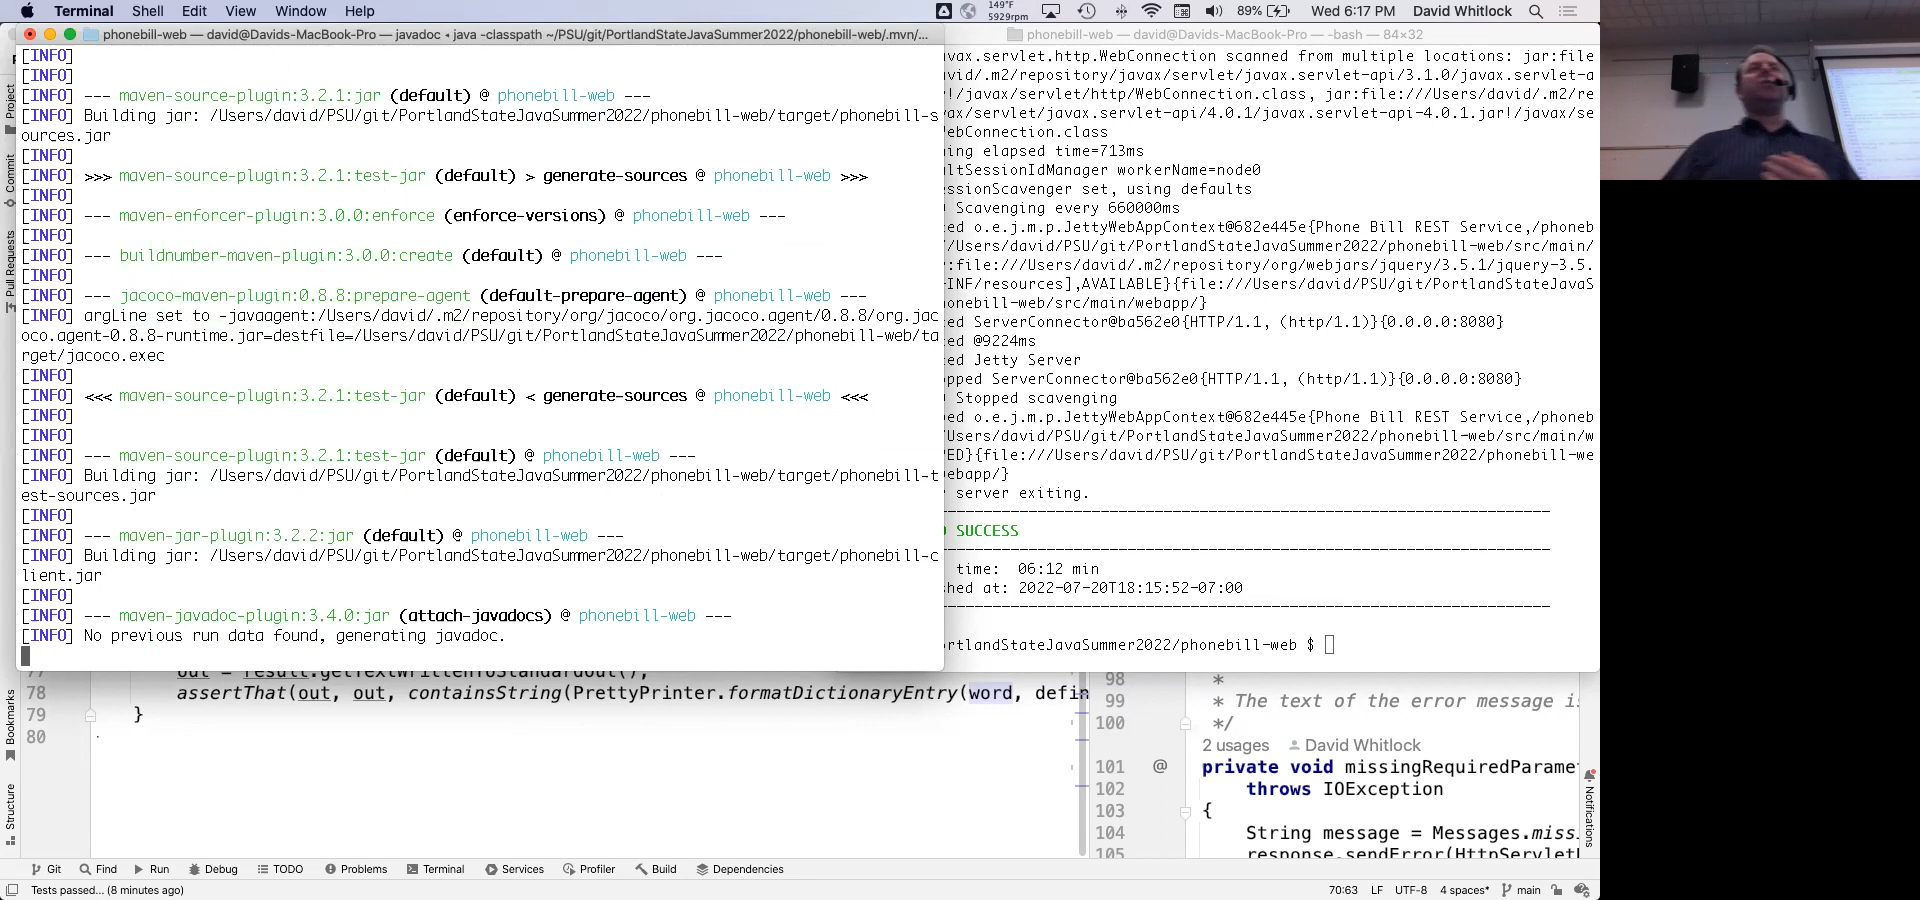 Terminal Shell Edit View Window Help
149°F
5929rpm
89%
Wed 6:17 PM David Whitlock
phonebill-web — david@Davids-MacBook-Pro — javadoc ◂ java -classpath ~/PSU/git/PortlandStateJavaSummer2022/phonebill-web/.mvn/...
[INFO]
[INFO]
[INFO] --- maven-source-plugin:3.2.1:jar (default) @ phonebill-web ---
[INFO] Building jar: /Users/david/PSU/git/PortlandStateJavaSummer2022/phonebill-web/target/phonebill-s
ources.jar
[INFO]
[INFO] >>> maven-source-plugin:3.2.1:test-jar (default) > generate-sources @ phonebill-web >>>
[INFO]
[INFO] --- maven-enforcer-plugin:3.0.0:enforce (enforce-versions) @ phonebill-web ---
[INFO]
[INFO] --- buildnumber-maven-plugin:3.0.0:create (default) @ phonebill-web ---
[INFO]
[INFO] --- jacoco-maven-plugin:0.8.8:prepare-agent (default-prepare-agent) @ phonebill-web ---
[INFO] argLine set to -javaagent:/Users/david/.m2/repository/org/jacoco/org.jacoco.agent/0.8.8/org.jac
oco.agent-0.8.8-runtime.jar=destfile=/Users/david/PSU/git/PortlandStateJavaSummer2022/phonebill-web/ta
rget/jacoco.exec
[INFO]
[INFO] <<< maven-source-plugin:3.2.1:test-jar (default) < generate-sources @ phonebill-web <<<
[INFO]
[INFO]
[INFO] --- maven-source-plugin:3.2.1:test-jar (default) @ phonebill-web ---
[INFO] Building jar: /Users/david/PSU/git/PortlandStateJavaSummer2022/phonebill-web/target/phonebill-t
est-sources.jar
[INFO]
[INFO] --- maven-jar-plugin:3.2.2:jar (default) @ phonebill-web ---
[INFO] Building jar: /Users/david/PSU/git/PortlandStateJavaSummer2022/phonebill-web/target/phonebill-c
lient.jar
[INFO]
[INFO] --- maven-javadoc-plugin:3.4.0:jar (attach-javadocs) @ phonebill-web ---
[INFO] No previous run data found, generating javadoc.
phonebill-web — david@Davids-MacBook-Pro — -bash — 84×32
vax.servlet.http.WebConnection scanned from multiple locations: jar:file
vid/.m2/repository/javax/servlet/javax.servlet-api/3.1.0/javax.servlet-a
!/javax/servlet/http/WebConnection.class, jar:file:///Users/david/.m2/re
vax/servlet/javax.servlet-api/4.0.1/javax.servlet-api-4.0.1.jar!/javax/se
WebConnection.class
ing elapsed time=713ms
ltSessionIdManager workerName=node0
essionScavenger set, using defaults
Scavenging every 660000ms
ted o.e.j.m.p.JettyWebAppContext@682e445e{Phone Bill REST Service,/phoneb
/Users/david/PSU/git/PortlandStateJavaSummer2022/phonebill-web/src/main/
:file:///Users/david/.m2/repository/org/webjars/jquery/3.5.1/jquery-3.5.
-INF/resources],AVAILABLE}{file:///Users/david/PSU/git/PortlandStateJavaS
onebill-web/src/main/webapp/}
ted ServerConnector@ba562e0{HTTP/1.1, (http/1.1)}{0.0.0.0:8080}
ted @9224ms
ted Jetty Server
pped ServerConnector@ba562e0{HTTP/1.1, (http/1.1)}{0.0.0.0:8080}
Stopped scavenging
ped o.e.j.m.p.JettyWebAppContext@682e445e{Phone Bill REST Service,/phoneb
Users/david/PSU/git/PortlandStateJavaSummer2022/phonebill-web/src/main/w
PED}{file:///Users/david/PSU/git/PortlandStateJavaSummer2022/phonebill-we
ebapp/}
server exiting.
SUCCESS
time: 06:12 min
hed at: 2022-07-20T18:15:52-07:00
ortlandStateJavaSummer2022/phonebill-web $
Project
Commit
Pull Requests
Bookmarks
Structure
77 out = result.getTextWrittenToStandardOut();
78 assertThat(out, out, containsString(PrettyPrinter.formatDictionaryEntry(word, defin
79 }
80
98 *
99 * The text of the error message is
100 */
2 usages David Whitlock
101 @ private void missingRequiredParamet
102 throws IOException
103 {
104 String message = Messages.miss
105 response.sendError(HttpServletR
Notifications
Git Find Run Debug TODO Problems Terminal Services Profiler Build Dependencies
Tests passed... (8 minutes ago)
70:63 LF UTF-8 4 spaces* main